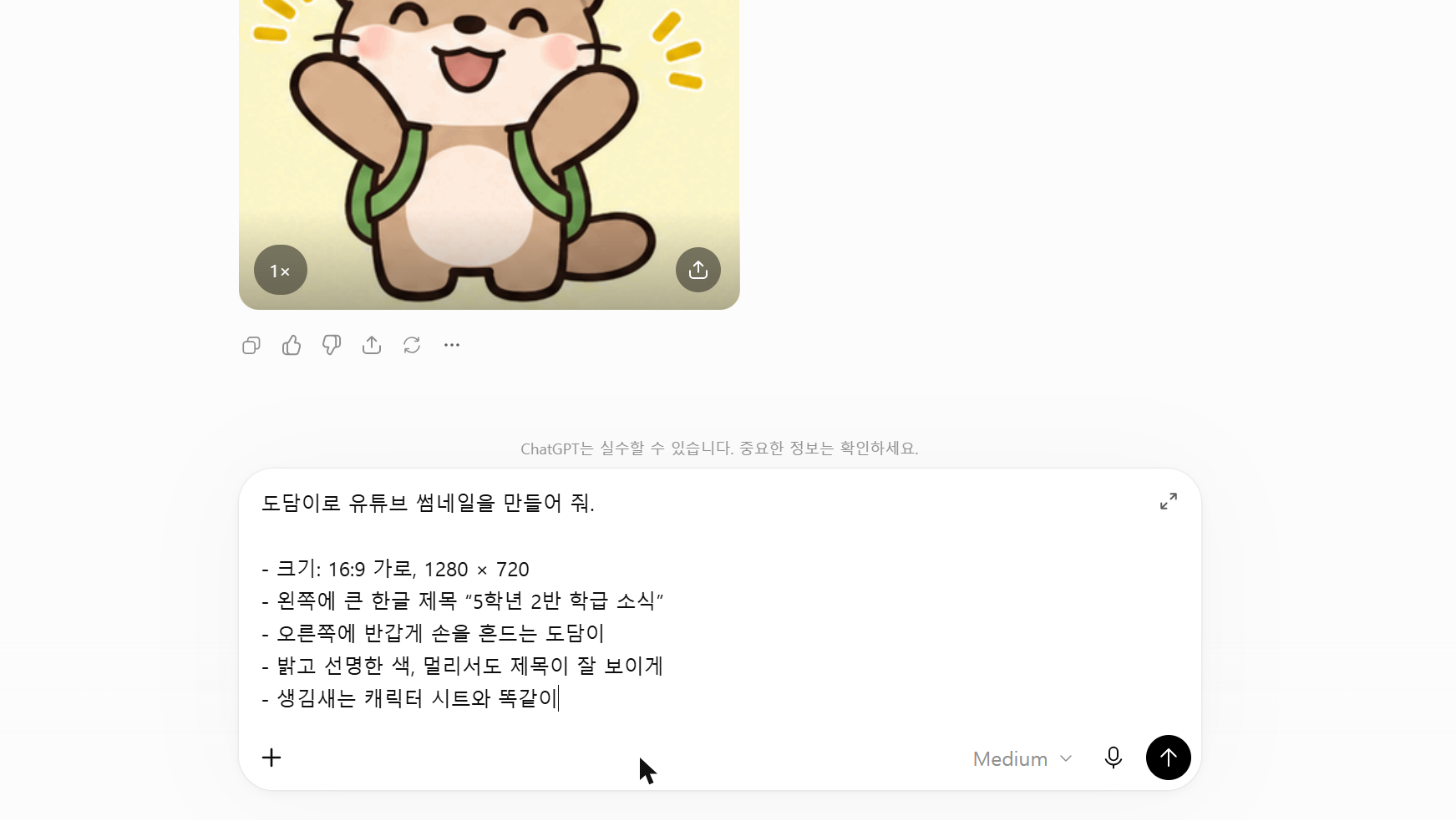 1×
ChatGPT는 실수할 수 있습니다. 중요한 정보는 확인하세요.
도담이로 유튜브 썸네일을 만들어 줘.
- 크기: 16:9 가로, 1280 × 720
- 왼쪽에 큰 한글 제목 “5학년 2반 학급 소식”
- 오른쪽에 반갑게 손을 흔드는 도담이
- 밝고 선명한 색, 멀리서도 제목이 잘 보이게
- 생김새는 캐릭터 시트와 똑같이
Medium